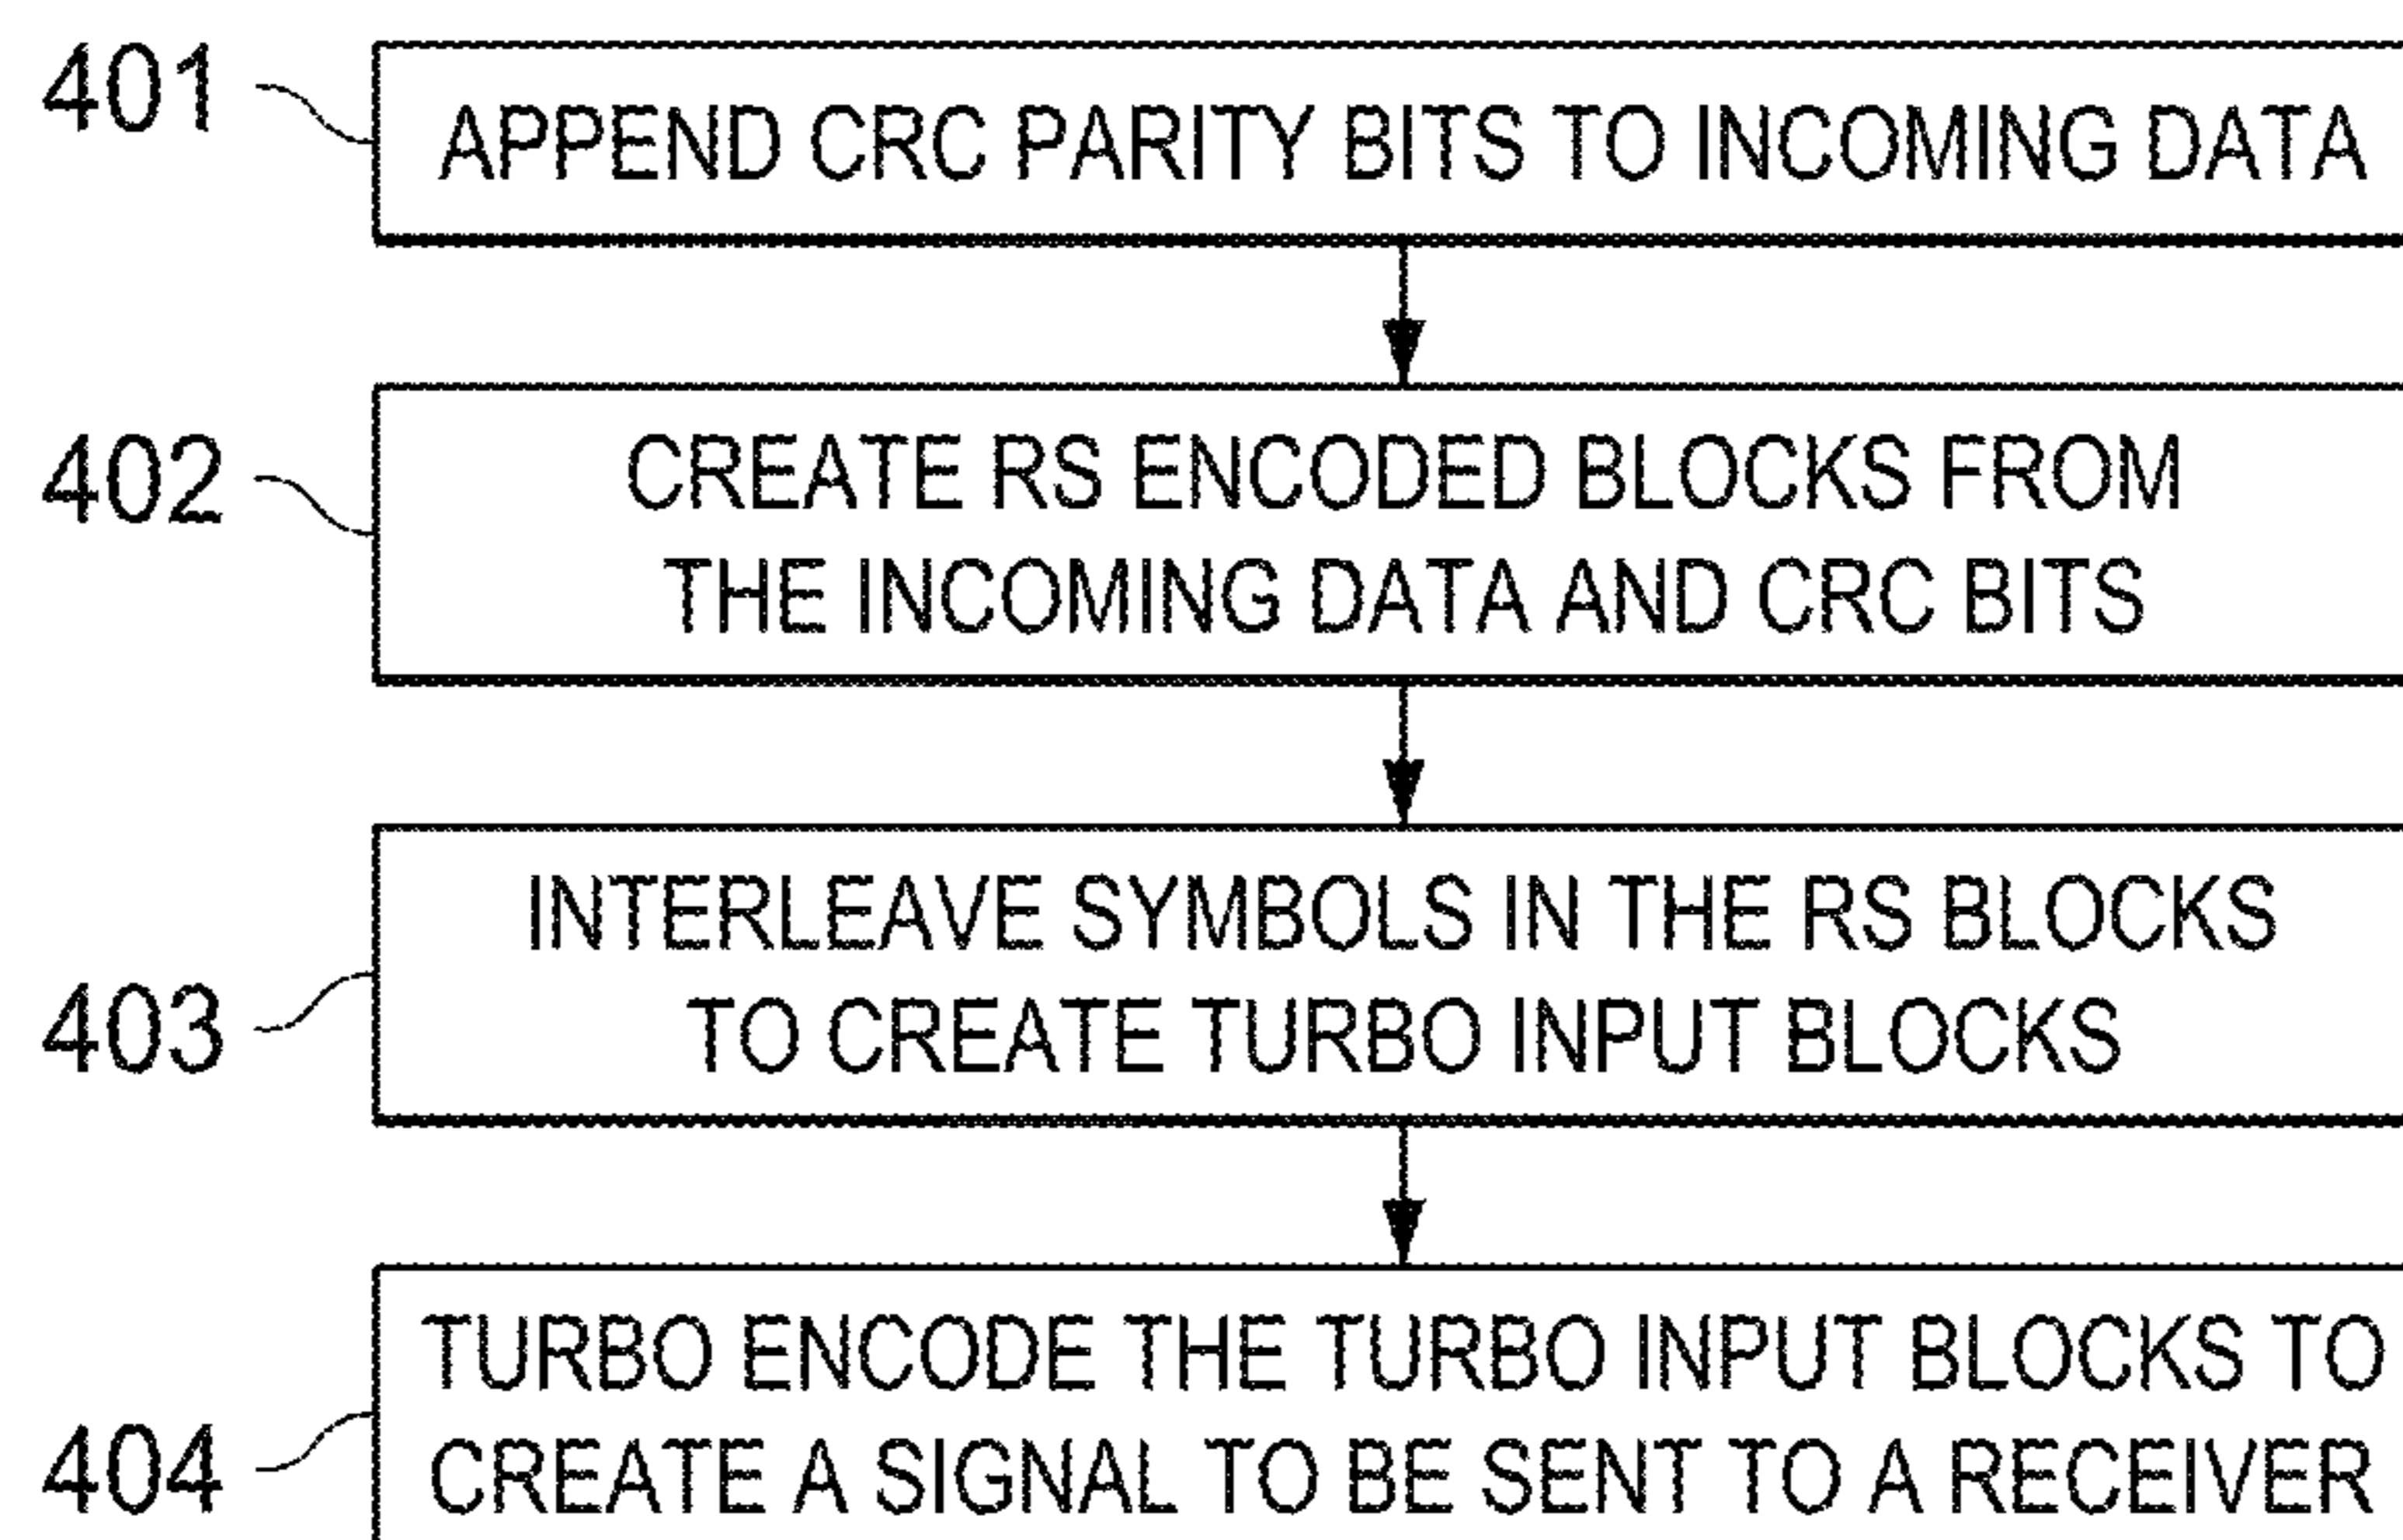 401
APPEND CRC PARITY BITS TO INCOMING DATA
402
CREATE RS ENCODED BLOCKS FROM
THE INCOMING DATA AND CRC BITS
403
INTERLEAVE SYMBOLS IN THE RS BLOCKS
TO CREATE TURBO INPUT BLOCKS
404
TURBO ENCODE THE TURBO INPUT BLOCKS TO
CREATE A SIGNAL TO BE SENT TO A RECEIVER